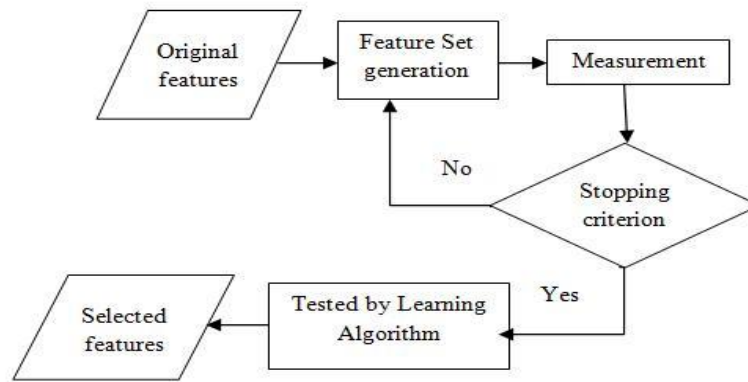 Original
features
Feature Set
generation
Measurement
No
Stopping
criterion
Yes
Tested by Learning
Algorithm
Selected
features